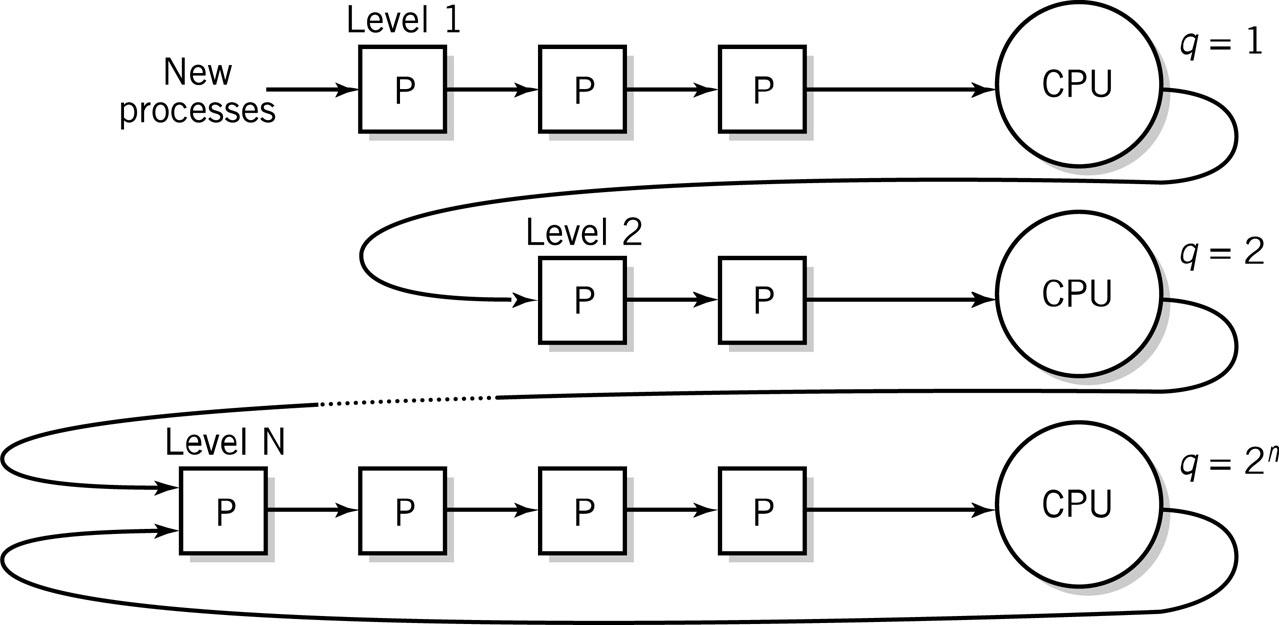 Level 1
New
processes
P
P
P
CPU
q = 1
Level 2
P
P
CPU
q = 2
Level N
P
P
P
P
CPU
q = 2ⁿ